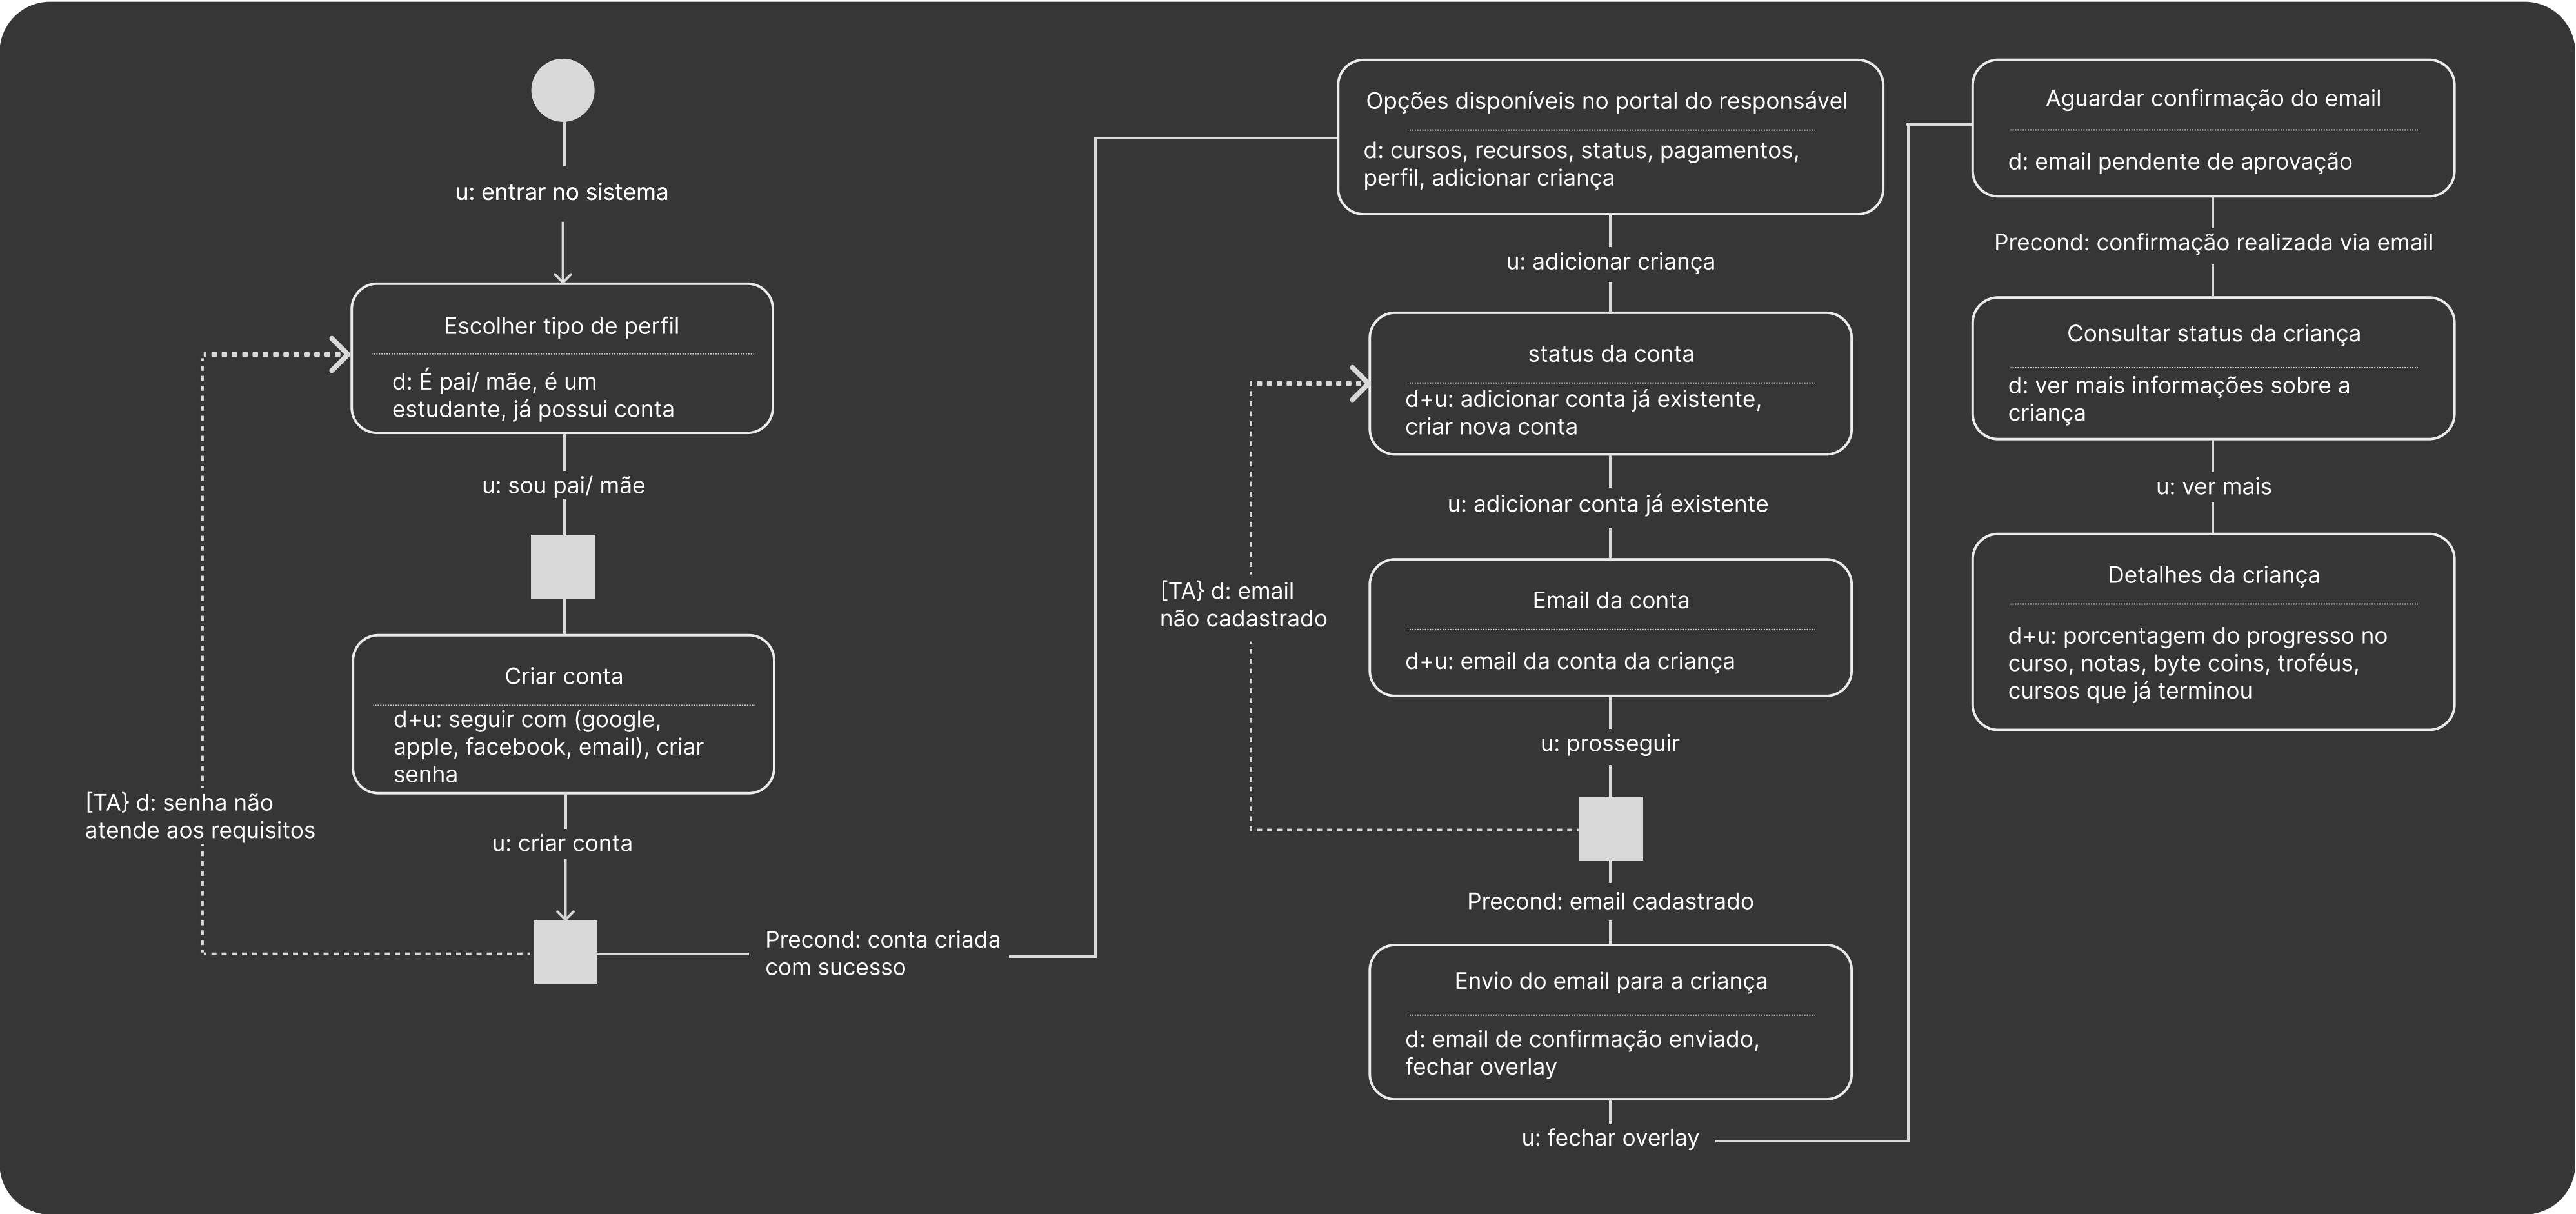 u: entrar no sistema
Escolher tipo de perfil
d: É pai/ mãe, é um
estudante, já possui conta
u: sou pai/ mãe
Criar conta
d+u: seguir com (google,
apple, facebook, email), criar
senha
[TA} d: senha não
atende aos requisitos
u: criar conta
Precond: conta criada
com sucesso
Opções disponíveis no portal do responsável
d: cursos, recursos, status, pagamentos,
perfil, adicionar criança
u: adicionar criança
status da conta
d+u: adicionar conta já existente,
criar nova conta
u: adicionar conta já existente
[TA} d: email
não cadastrado
Email da conta
d+u: email da conta da criança
u: prosseguir
Precond: email cadastrado
Envio do email para a criança
d: email de confirmação enviado,
fechar overlay
u: fechar overlay
Aguardar confirmação do email
d: email pendente de aprovação
Precond: confirmação realizada via email
Consultar status da criança
d: ver mais informações sobre a
criança
u: ver mais
Detalhes da criança
d+u: porcentagem do progresso no
curso, notas, byte coins, troféus,
cursos que já terminou